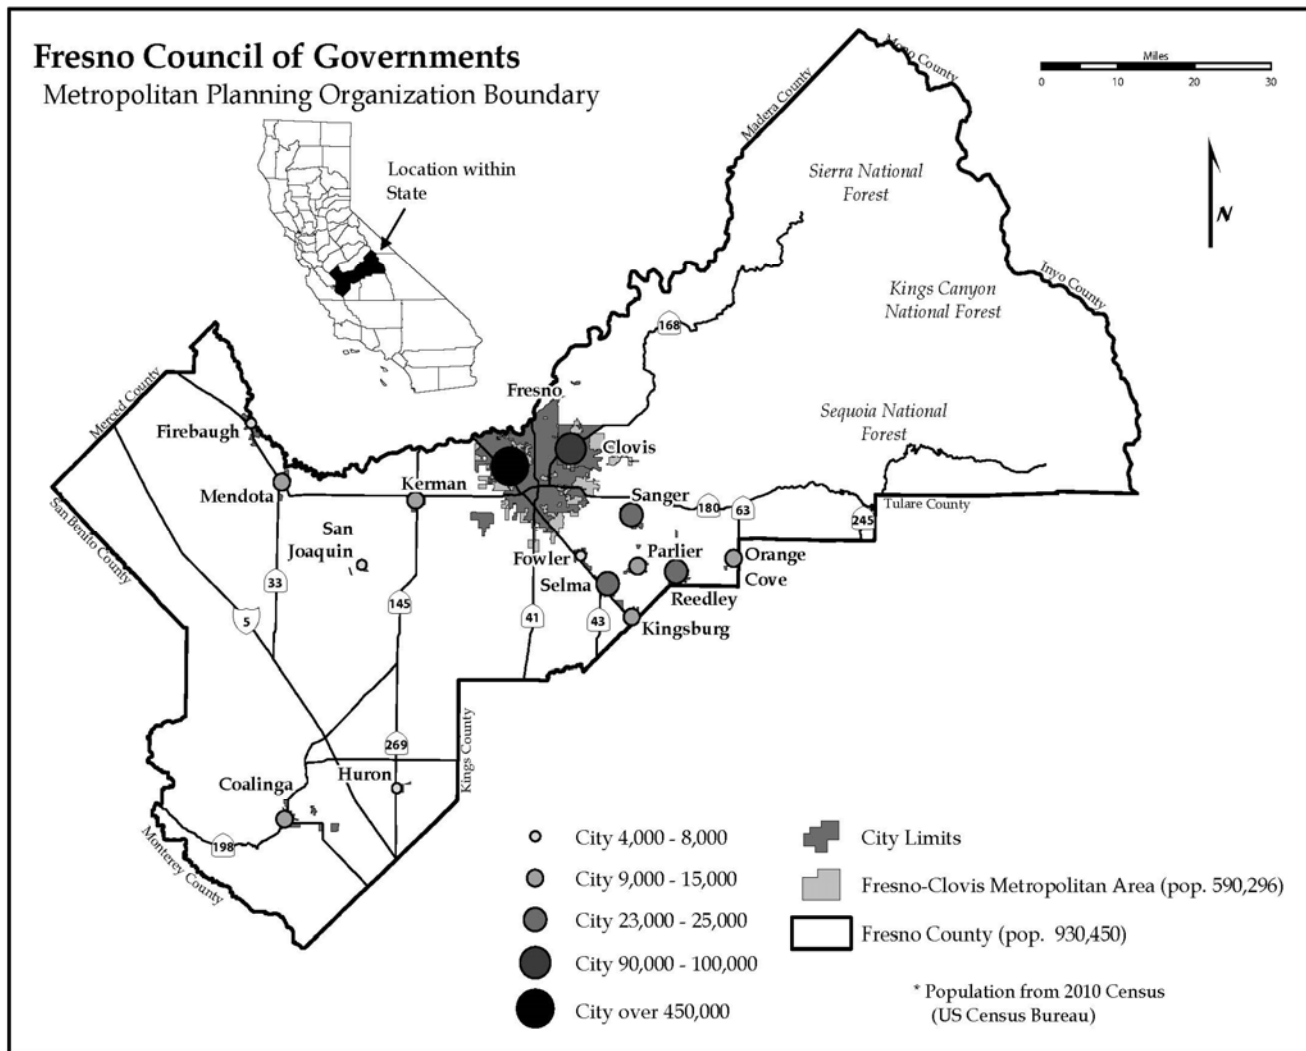 Fresno Council of Governments
Metropolitan Planning Organization Boundary
Location within
State
Miles
0 10 20 30
N
Mono County
Madera County
Sierra National
Forest
Inyo County
Kings Canyon
National Forest
168
Merced County
Fresno
Firebaugh
Clovis
Sequoia National
Forest
Mendota
Kerman
Sanger
180
63
245
Tulare County
San Benito County
San
Joaquin
Fowler
Parlier
Orange
Cove
Selma
Reedley
Kingsburg
33
145
5
41
43
269
Kings County
Coalinga
Huron
198
Monterey County
City 4,000 - 8,000
City 9,000 - 15,000
City 23,000 - 25,000
City 90,000 - 100,000
City over 450,000
City Limits
Fresno-Clovis Metropolitan Area (pop. 590,296)
Fresno County (pop. 930,450)
* Population from 2010 Census
(US Census Bureau)